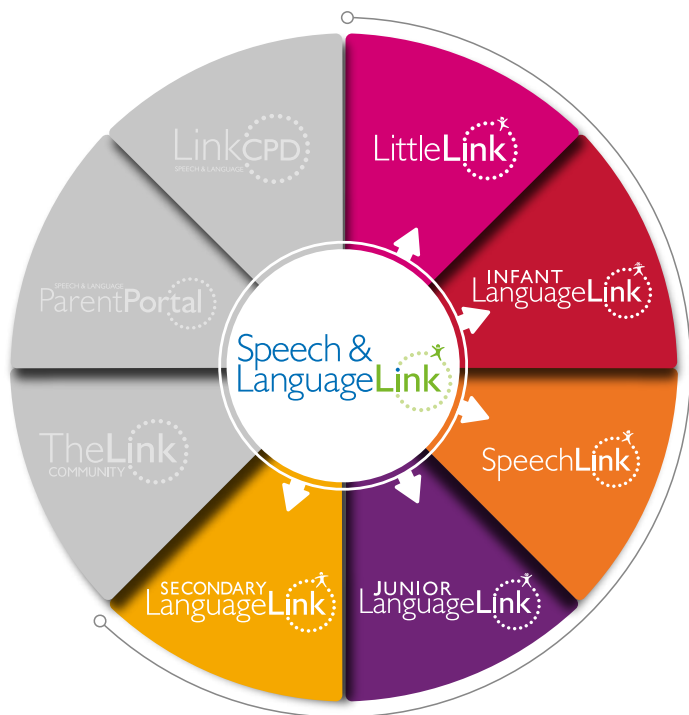 LinkCPD
SPEECH & LANGUAGE
LittleLink
SPEECH & LANGUAGE
ParentPortal
INFANT
LanguageLink
Speech &
LanguageLink
TheLink
COMMUNITY
SpeechLink
SECONDARY
LanguageLink
JUNIOR
LanguageLink